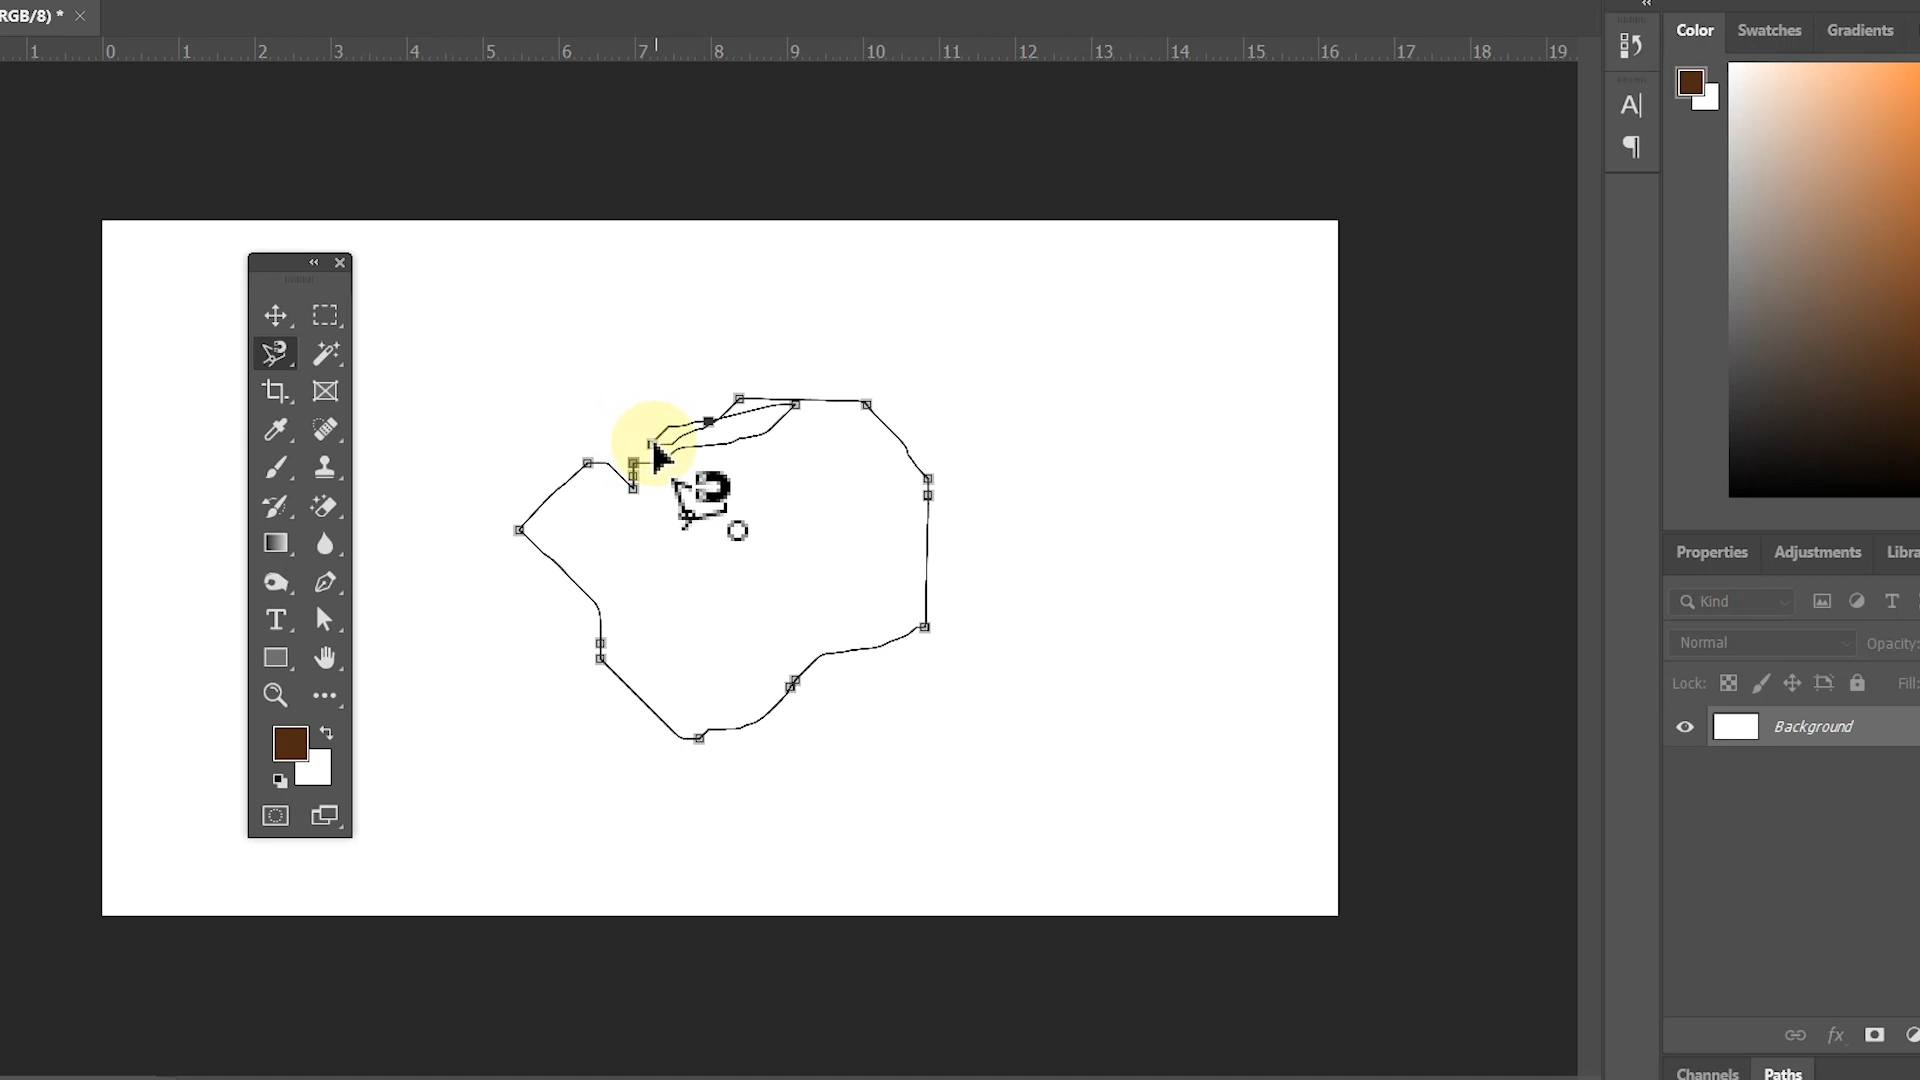 RGB/8) *
1 0 1 2 3 4 5 6 7 8 9 10 11 12 13 14 15 16 17 18 19
Color Swatches Gradients
Properties Adjustments Libra
Kind
Normal Opacity:
Lock: Fill:
Background
fx
Channels Paths